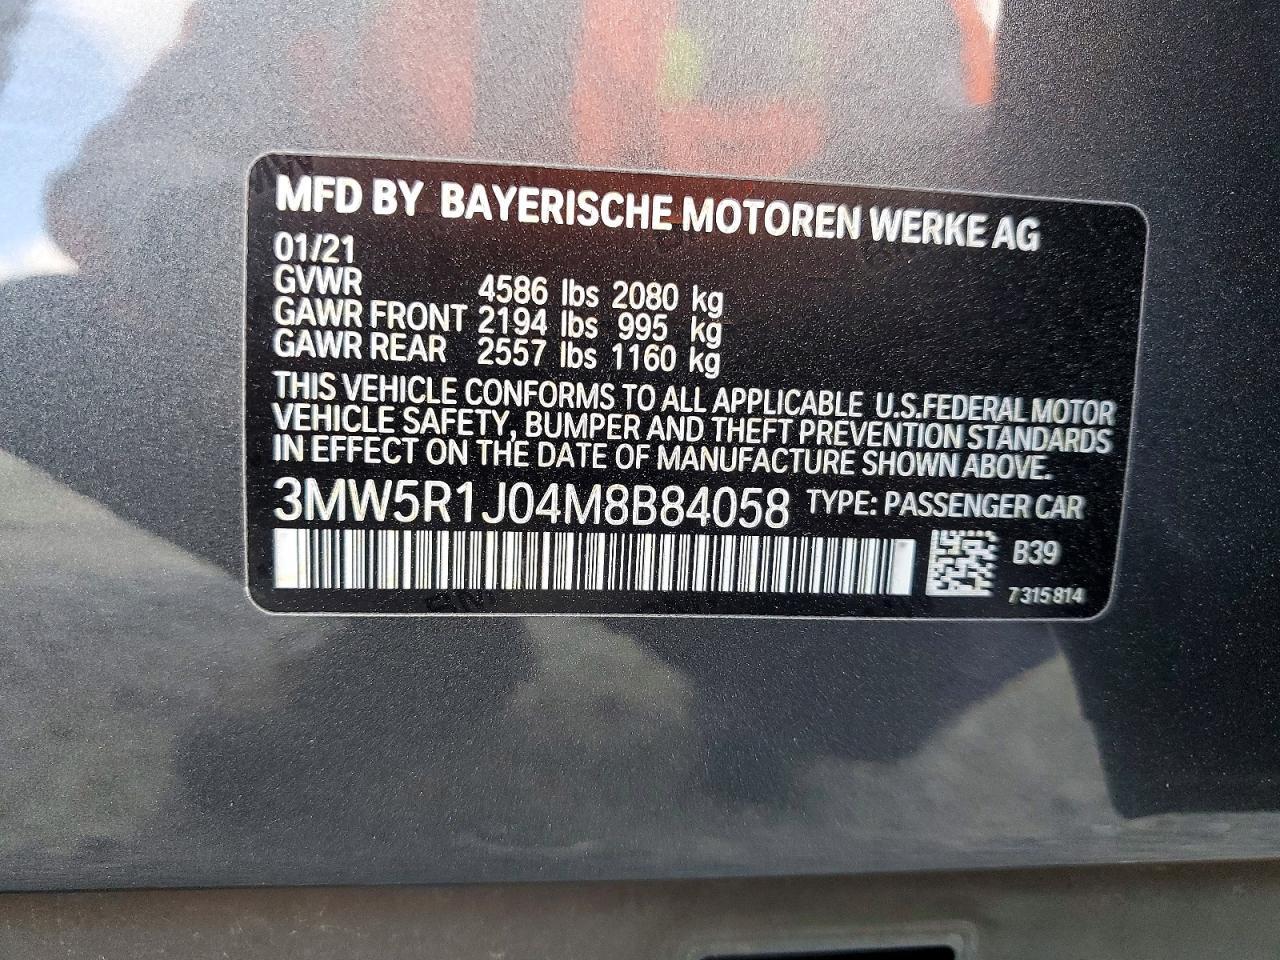 MFD BY BAYERISCHE MOTOREN WERKE AG
01/21
GVWR 4586 lbs 2080 kg
GAWR FRONT 2194 lbs 995 kg
GAWR REAR 2557 lbs 1160 kg
THIS VEHICLE CONFORMS TO ALL APPLICABLE U.S.FEDERAL MOTOR
VEHICLE SAFETY, BUMPER AND THEFT PREVENTION STANDARDS
IN EFFECT ON THE DATE OF MANUFACTURE SHOWN ABOVE.
3MW5R1J04M8B84058 TYPE: PASSENGER CAR
B39
7315814